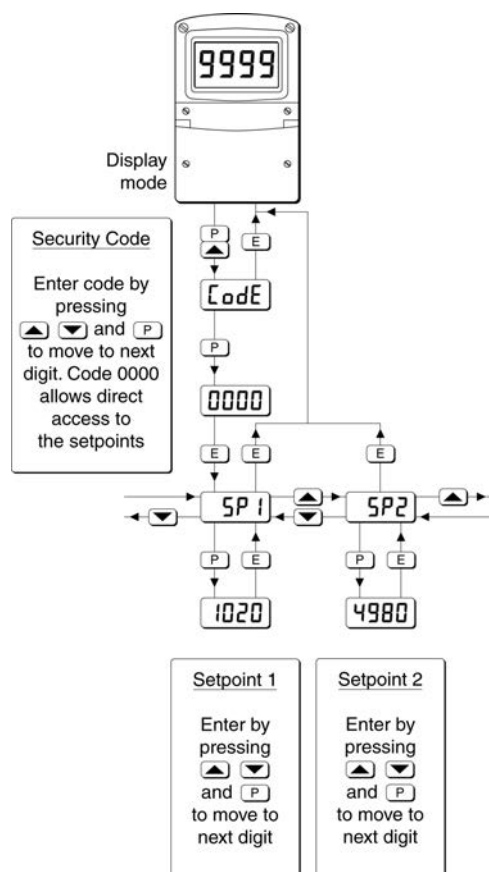 9999
Display
mode
P
▲ E
CodE
Security Code
Enter code by
pressing
▲ ▼ and P
to move to next
digit. Code 0000
allows direct
access to
the setpoints
P
0000
E E E
SP1 ▲ ▼ SP2 ▲
▼
P E P E
1020 4980
Setpoint 1
Enter by
pressing
▲ ▼
and P
to move to
next digit
Setpoint 2
Enter by
pressing
▲ ▼
and P
to move to
next digit